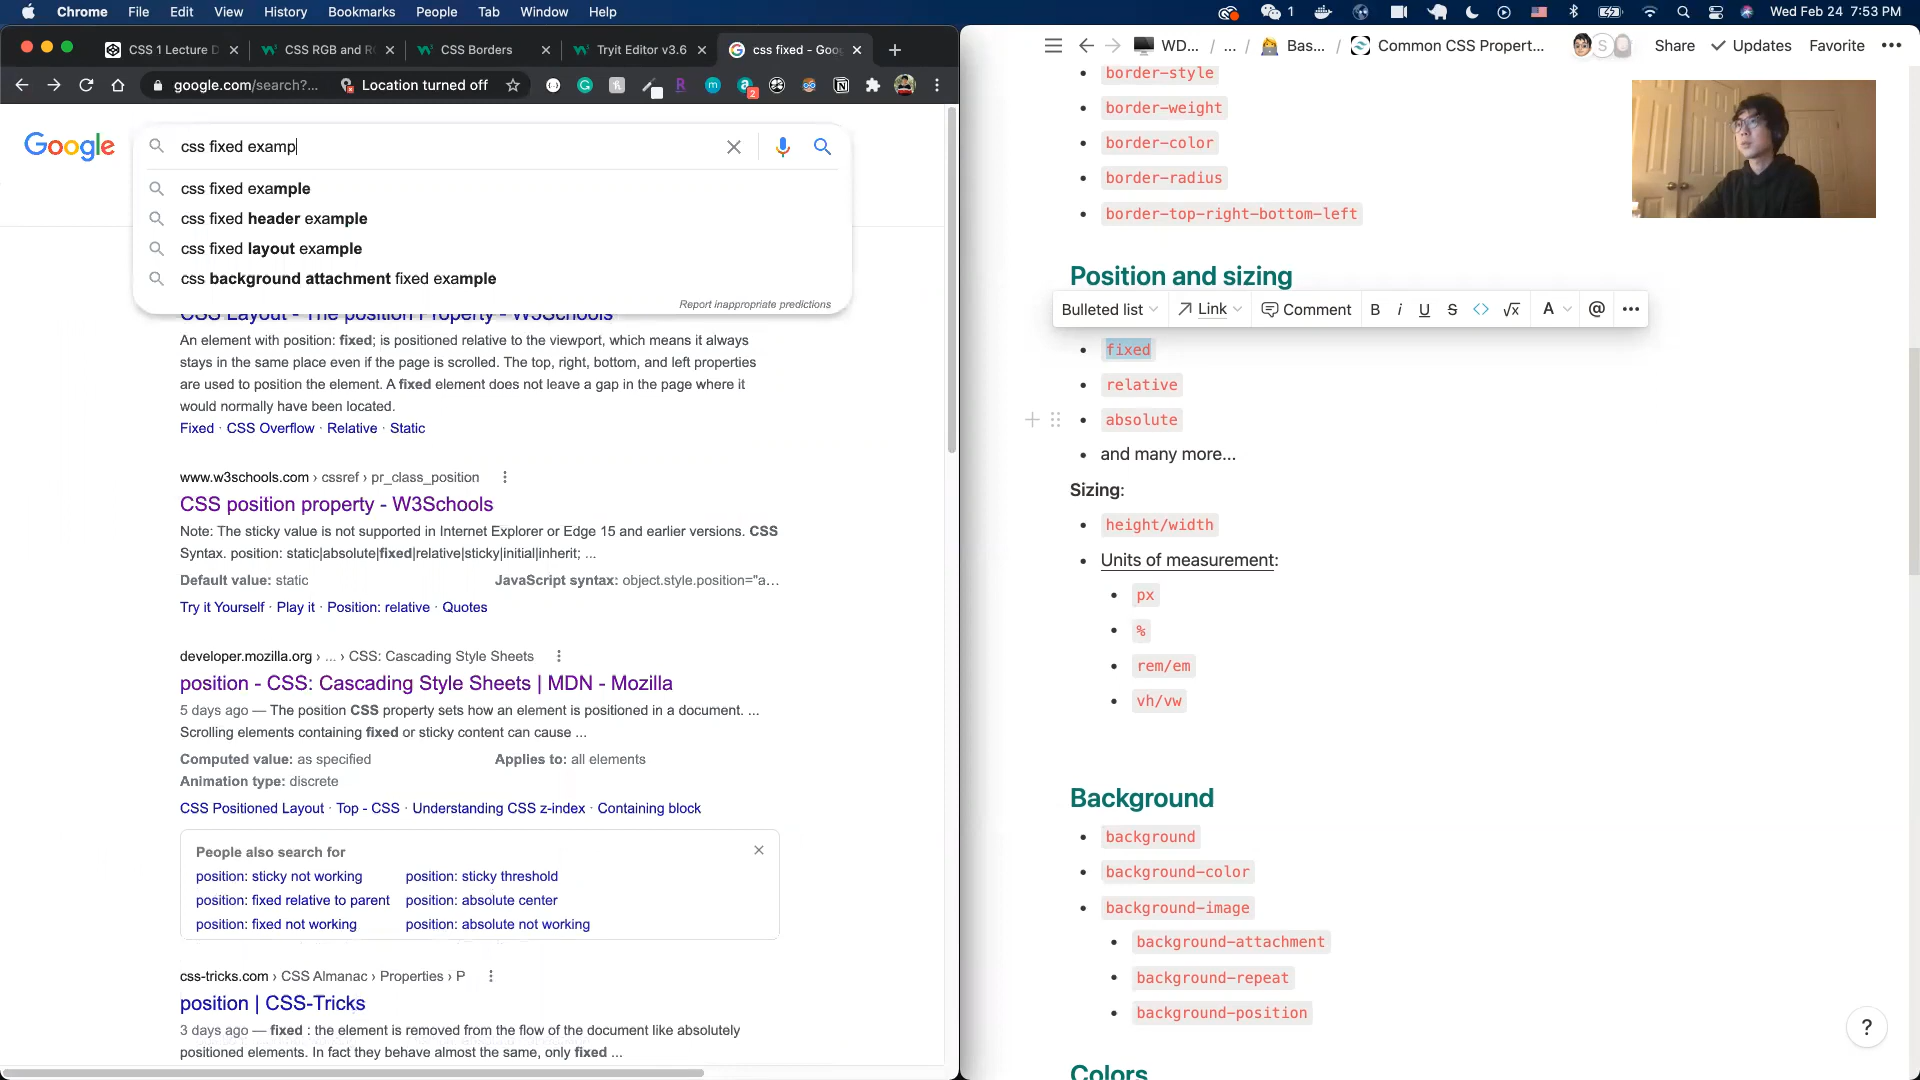 Chrome File Edit View History Bookmarks People Tab Window Help
1
Wed Feb 24 7:53 PM
CSS 1 Lecture D
CSS RGB and R
CSS Borders
Tryit Editor v3.6
css fixed - Goo
google.com/search?...
Location turned off
2
Google
css fixed examp
css fixed example
css fixed header example
css fixed layout example
css background attachment fixed example
Report inappropriate predictions
CSS Layout - The position Property - W3Schools
An element with position: fixed; is positioned relative to the viewport, which means it always
stays in the same place even if the page is scrolled. The top, right, bottom, and left properties
are used to position the element. A fixed element does not leave a gap in the page where it
would normally have been located.
Fixed · CSS Overflow · Relative · Static
www.w3schools.com › cssref › pr_class_position
CSS position property - W3Schools
Note: The sticky value is not supported in Internet Explorer or Edge 15 and earlier versions. CSS
Syntax. position: static|absolute|fixed|relative|sticky|initial|inherit; ...
Default value: static
JavaScript syntax: object.style.position="a...
Try it Yourself · Play it · Position: relative · Quotes
developer.mozilla.org › ... › CSS: Cascading Style Sheets
position - CSS: Cascading Style Sheets | MDN - Mozilla
5 days ago — The position CSS property sets how an element is positioned in a document. ...
Scrolling elements containing fixed or sticky content can cause ...
Computed value: as specified
Applies to: all elements
Animation type: discrete
CSS Positioned Layout · Top - CSS · Understanding CSS z-index · Containing block
People also search for
position: sticky not working
position: sticky threshold
position: fixed relative to parent
position: absolute center
position: fixed not working
position: absolute not working
css-tricks.com › CSS Almanac › Properties › P
position | CSS-Tricks
3 days ago — fixed : the element is removed from the flow of the document like absolutely
positioned elements. In fact they behave almost the same, only fixed ...
WD... / ... / Bas... / Common CSS Propert...
S
Share
Updates
Favorite
border-style
border-weight
border-color
border-radius
border-top-right-bottom-left
Position and sizing
Bulleted list
Link
Comment
B i U S <> √x A @ •••
fixed
relative
absolute
and many more...
Sizing:
height/width
Units of measurement:
px
%
rem/em
vh/vw
Background
background
background-color
background-image
background-attachment
background-repeat
background-position
?
Colors